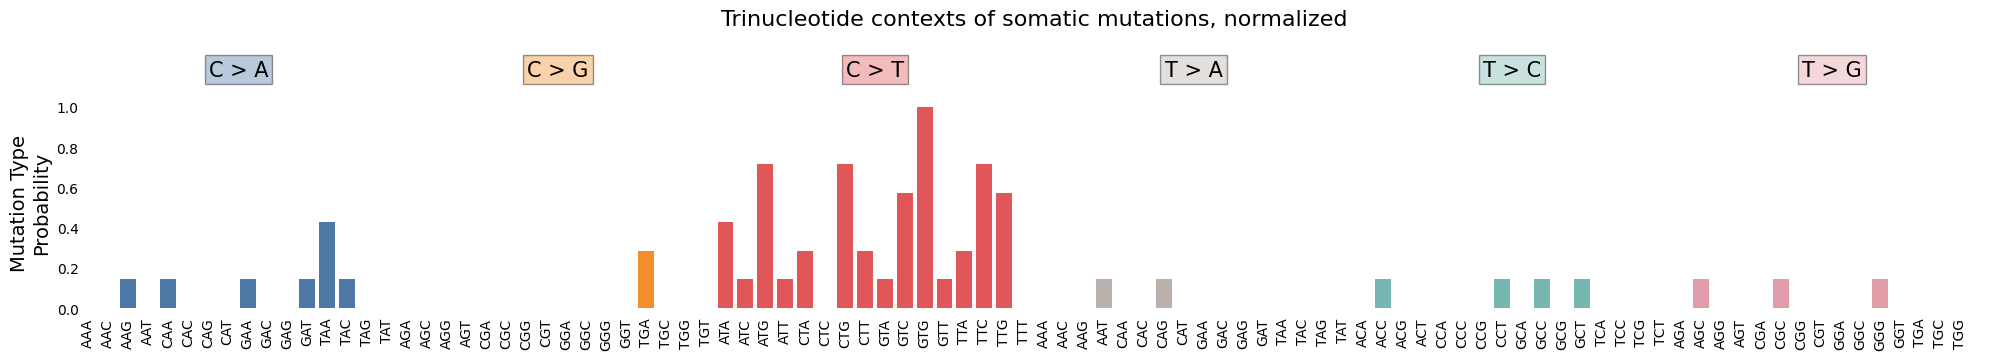 Trinucleotide contexts of somatic mutations, normalized
C > A C > G C > T T > A T > C T > G
Mutation Type
Probability
1.0
0.8
0.6
0.4
0.2
0.0
AAA AAC AAG AAT CAA CAC CAG CAT GAA GAC GAG GAT TAA TAC TAG TAT AGA AGC AGG AGT CGA CGC CGG CGT GGA GGC GGG GGT TGA TGC TGG TGT ATA ATC ATG ATT CTA CTC CTG CTT GTA GTC GTG GTT TTA TTC TTG TTT AAA AAC AAG AAT CAA CAC CAG CAT GAA GAC GAG GAT TAA TAC TAG TAT ACA ACC ACG ACT CCA CCC CCG CCT GCA GCC GCG GCT TCA TCC TCG TCT AGA AGC AGG AGT CGA CGC CGG CGT GGA GGC GGG GGT TGA TGC TGG